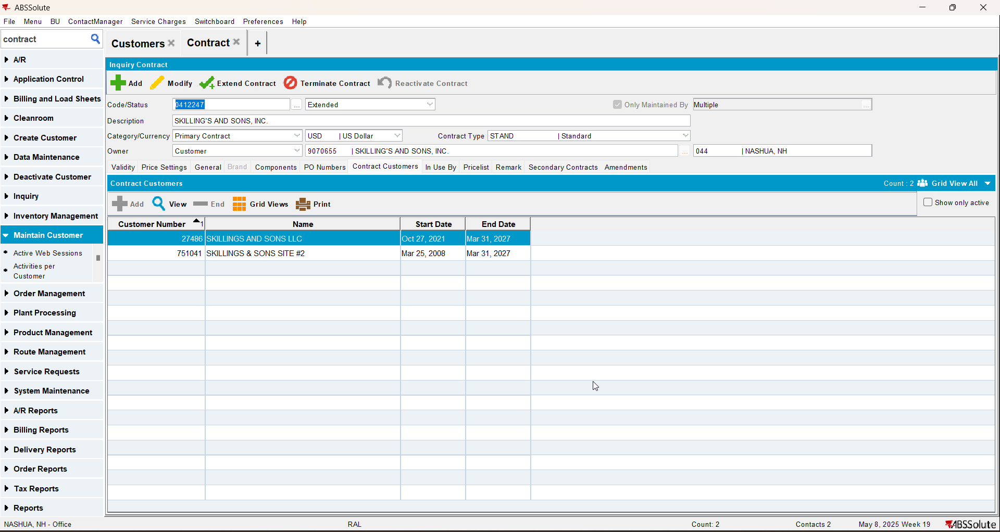 ABSSolute
File Menu BU ContactManager Service Charges Switchboard Preferences Help
contract
Customers Contract +
A/R
Application Control
Billing and Load Sheets
Cleanroom
Create Customer
Data Maintenance
Deactivate Customer
Inquiry
Inventory Management
Maintain Customer
Active Web Sessions
Activities per
Customer
Order Management
Plant Processing
Product Management
Route Management
Service Requests
System Maintenance
A/R Reports
Billing Reports
Delivery Reports
Order Reports
Tax Reports
Reports
Inquiry Contract
Add Modify Extend Contract Terminate Contract Reactivate Contract
Code/Status 0412247 ... Extended Only Maintained By Multiple ...
Description SKILLING'S AND SONS, INC.
Category/Currency Primary Contract USD | US Dollar Contract Type STAND | Standard
Owner Customer 9070655 | SKILLING'S AND SONS, INC. ... 044 | NASHUA, NH
Validity Price Settings General Brand Components PO Numbers Contract Customers In Use By Pricelist Remark Secondary Contracts Amendments
Contract Customers Count : 2 Grid View All
Add View End Grid Views Print Show only active
Customer Number 1 Name Start Date End Date
27486 SKILLINGS AND SONS LLC Oct 27, 2021 Mar 31, 2027
751041 SKILLINGS & SONS SITE #2 Mar 25, 2008 Mar 31, 2027
NASHUA, NH - Office RAL Count: 2 Contacts 2 May 8, 2025 Week 19 ABSSolute